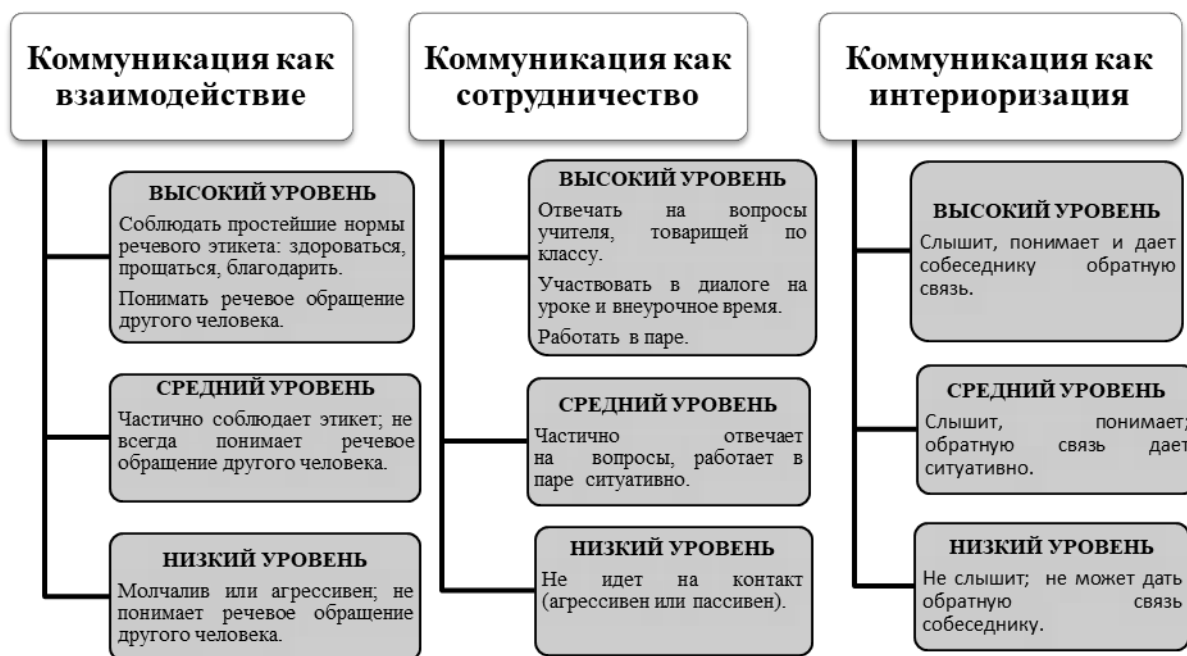 Коммуникация как
взаимодействие
ВЫСОКИЙ УРОВЕНЬ
Соблюдать простейшие нормы
речевого этикета: здороваться,
прощаться, благодарить.
Понимать речевое обращение
другого человека.
СРЕДНИЙ УРОВЕНЬ
Частично соблюдает этикет; не
всегда понимает речевое
обращение другого человека.
НИЗКИЙ УРОВЕНЬ
Молчалив или агрессивен; не
понимает речевое обращение
другого человека.
Коммуникация как
сотрудничество
ВЫСОКИЙ УРОВЕНЬ
Отвечать на вопросы
учителя, товарищей по
классу.
Участвовать в диалоге на
уроке и внеурочное время.
Работать в паре.
СРЕДНИЙ УРОВЕНЬ
Частично отвечает
на вопросы, работает в
паре ситуативно.
НИЗКИЙ УРОВЕНЬ
Не идет на контакт
(агрессивен или пассивен).
Коммуникация как
интериоризация
ВЫСОКИЙ УРОВЕНЬ
Слышит, понимает и дает
собеседнику обратную
связь.
СРЕДНИЙ УРОВЕНЬ
Слышит, понимает;
обратную связь дает
ситуативно.
НИЗКИЙ УРОВЕНЬ
Не слышит; не может дать
обратную связь
собеседнику.